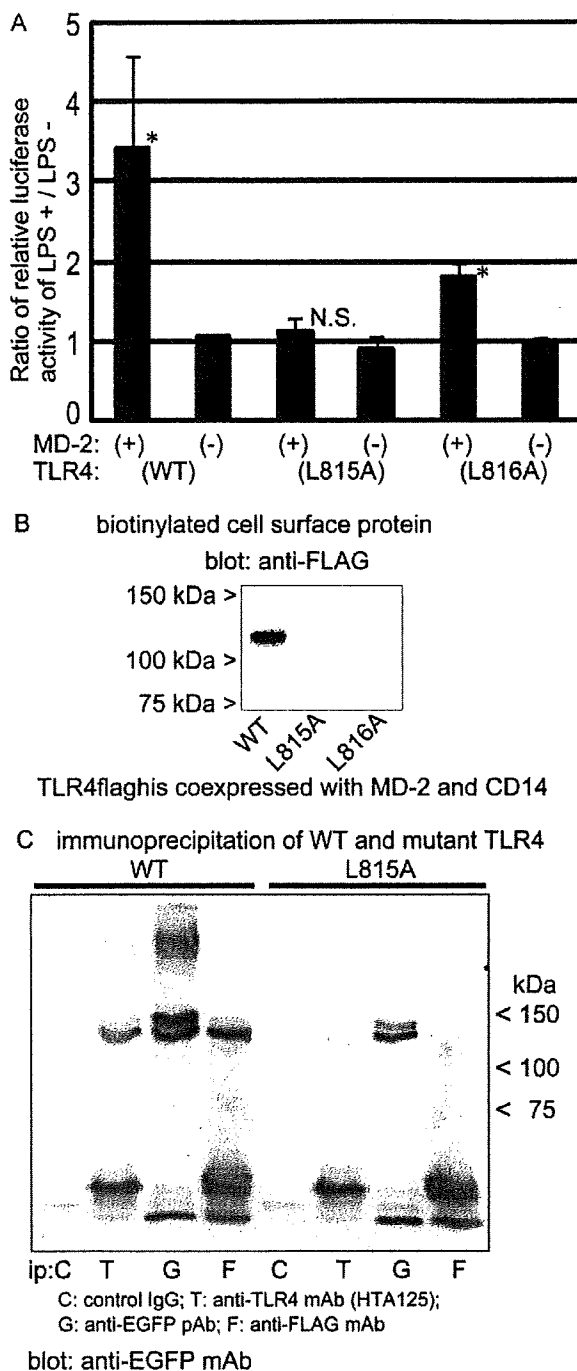 A
5
4
3
2
1
0
Ratio of relative luciferase
activity of LPS + / LPS -
*
N.S.
*
MD-2: (+) (-) (+) (-) (+) (-)
TLR4: (WT) (L815A) (L816A)
B biotinylated cell surface protein
blot: anti-FLAG
150 kDa >
100 kDa >
75 kDa >
WT L815A L816A
TLR4flaghis coexpressed with MD-2 and CD14
C immunoprecipitation of WT and mutant TLR4
WT L815A
kDa
< 150
< 100
< 75
ip:C T G F C T G F
C: control IgG; T: anti-TLR4 mAb (HTA125);
G: anti-EGFP pAb; F: anti-FLAG mAb
blot: anti-EGFP mAb